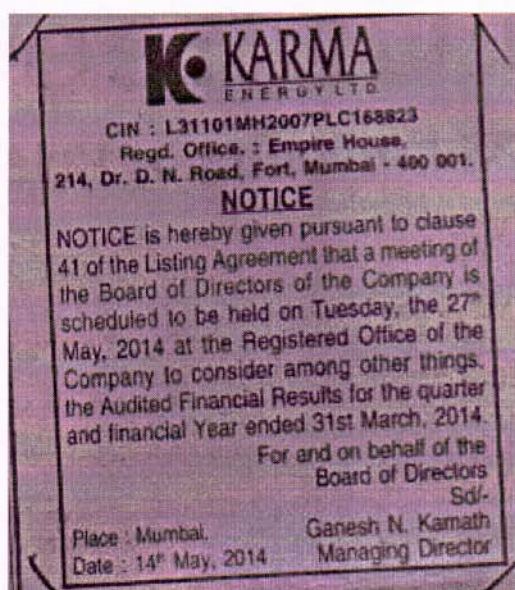 K KARMA
ENERGY LTD.
CIN : L31101MH2007PLC168823
Regd. Office. : Empire House,
214, Dr. D. N. Road, Fort, Mumbai - 400 001.
NOTICE
NOTICE is hereby given pursuant to clause
41 of the Listing Agreement that a meeting of
the Board of Directors of the Company is
scheduled to be held on Tuesday, the 27th
May, 2014 at the Registered Office of the
Company to consider among other things,
the Audited Financial Results for the quarter
and financial Year ended 31st March, 2014.
For and on behalf of the
Board of Directors
Sd/-
Place : Mumbai. Ganesh N. Kamath
Date : 14th May, 2014 Managing Director